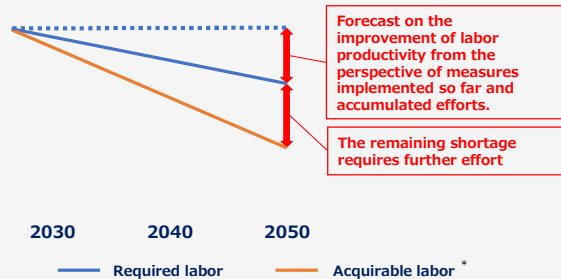 Forecast on the
improvement of labor
productivity from the
perspective of measures
implemented so far and
accumulated efforts.
The remaining shortage
requires further effort
2030 2040 2050
Required labor Acquirable labor *